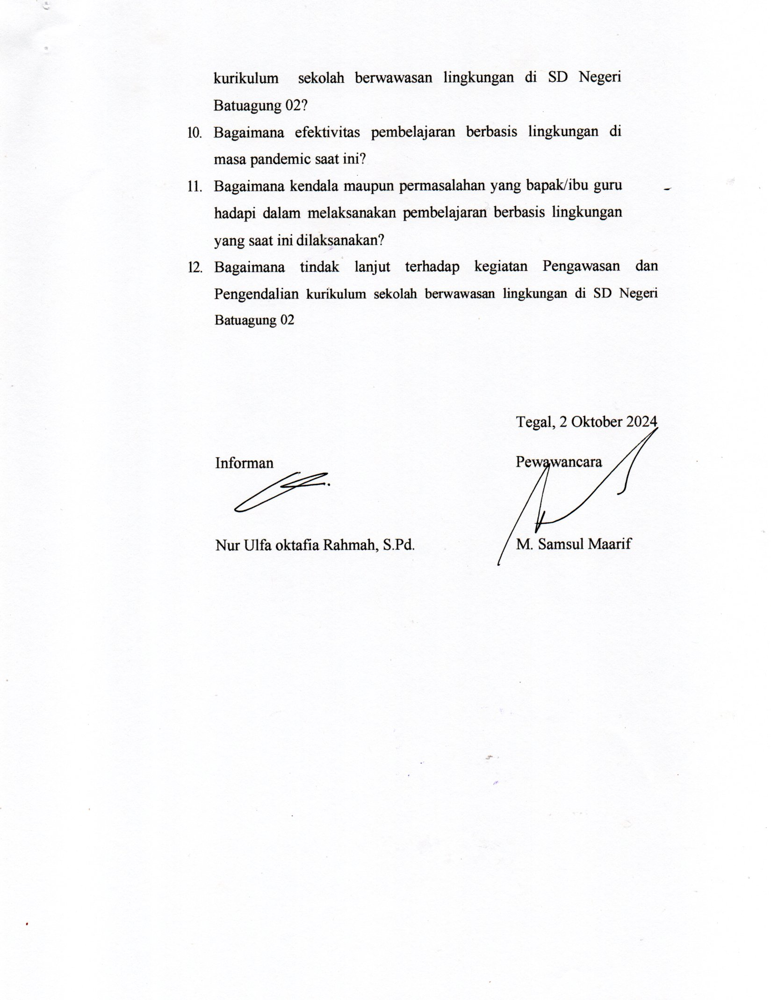 kurikulum sekolah berwawasan lingkungan di SD Negeri
Batuagung 02?
10. Bagaimana efektivitas pembelajaran berbasis lingkungan di
masa pandemic saat ini?
11. Bagaimana kendala maupun permasalahan yang bapak/ibu guru
hadapi dalam melaksanakan pembelajaran berbasis lingkungan
yang saat ini dilaksanakan?
12. Bagaimana tindak lanjut terhadap kegiatan Pengawasan dan
Pengendalian kurikulum sekolah berwawasan lingkungan di SD Negeri
Batuagung 02
Tegal, 2 Oktober 2024
Informan Pewawancara
Nur Ulfa oktafia Rahmah, S.Pd. M. Samsul Maarif